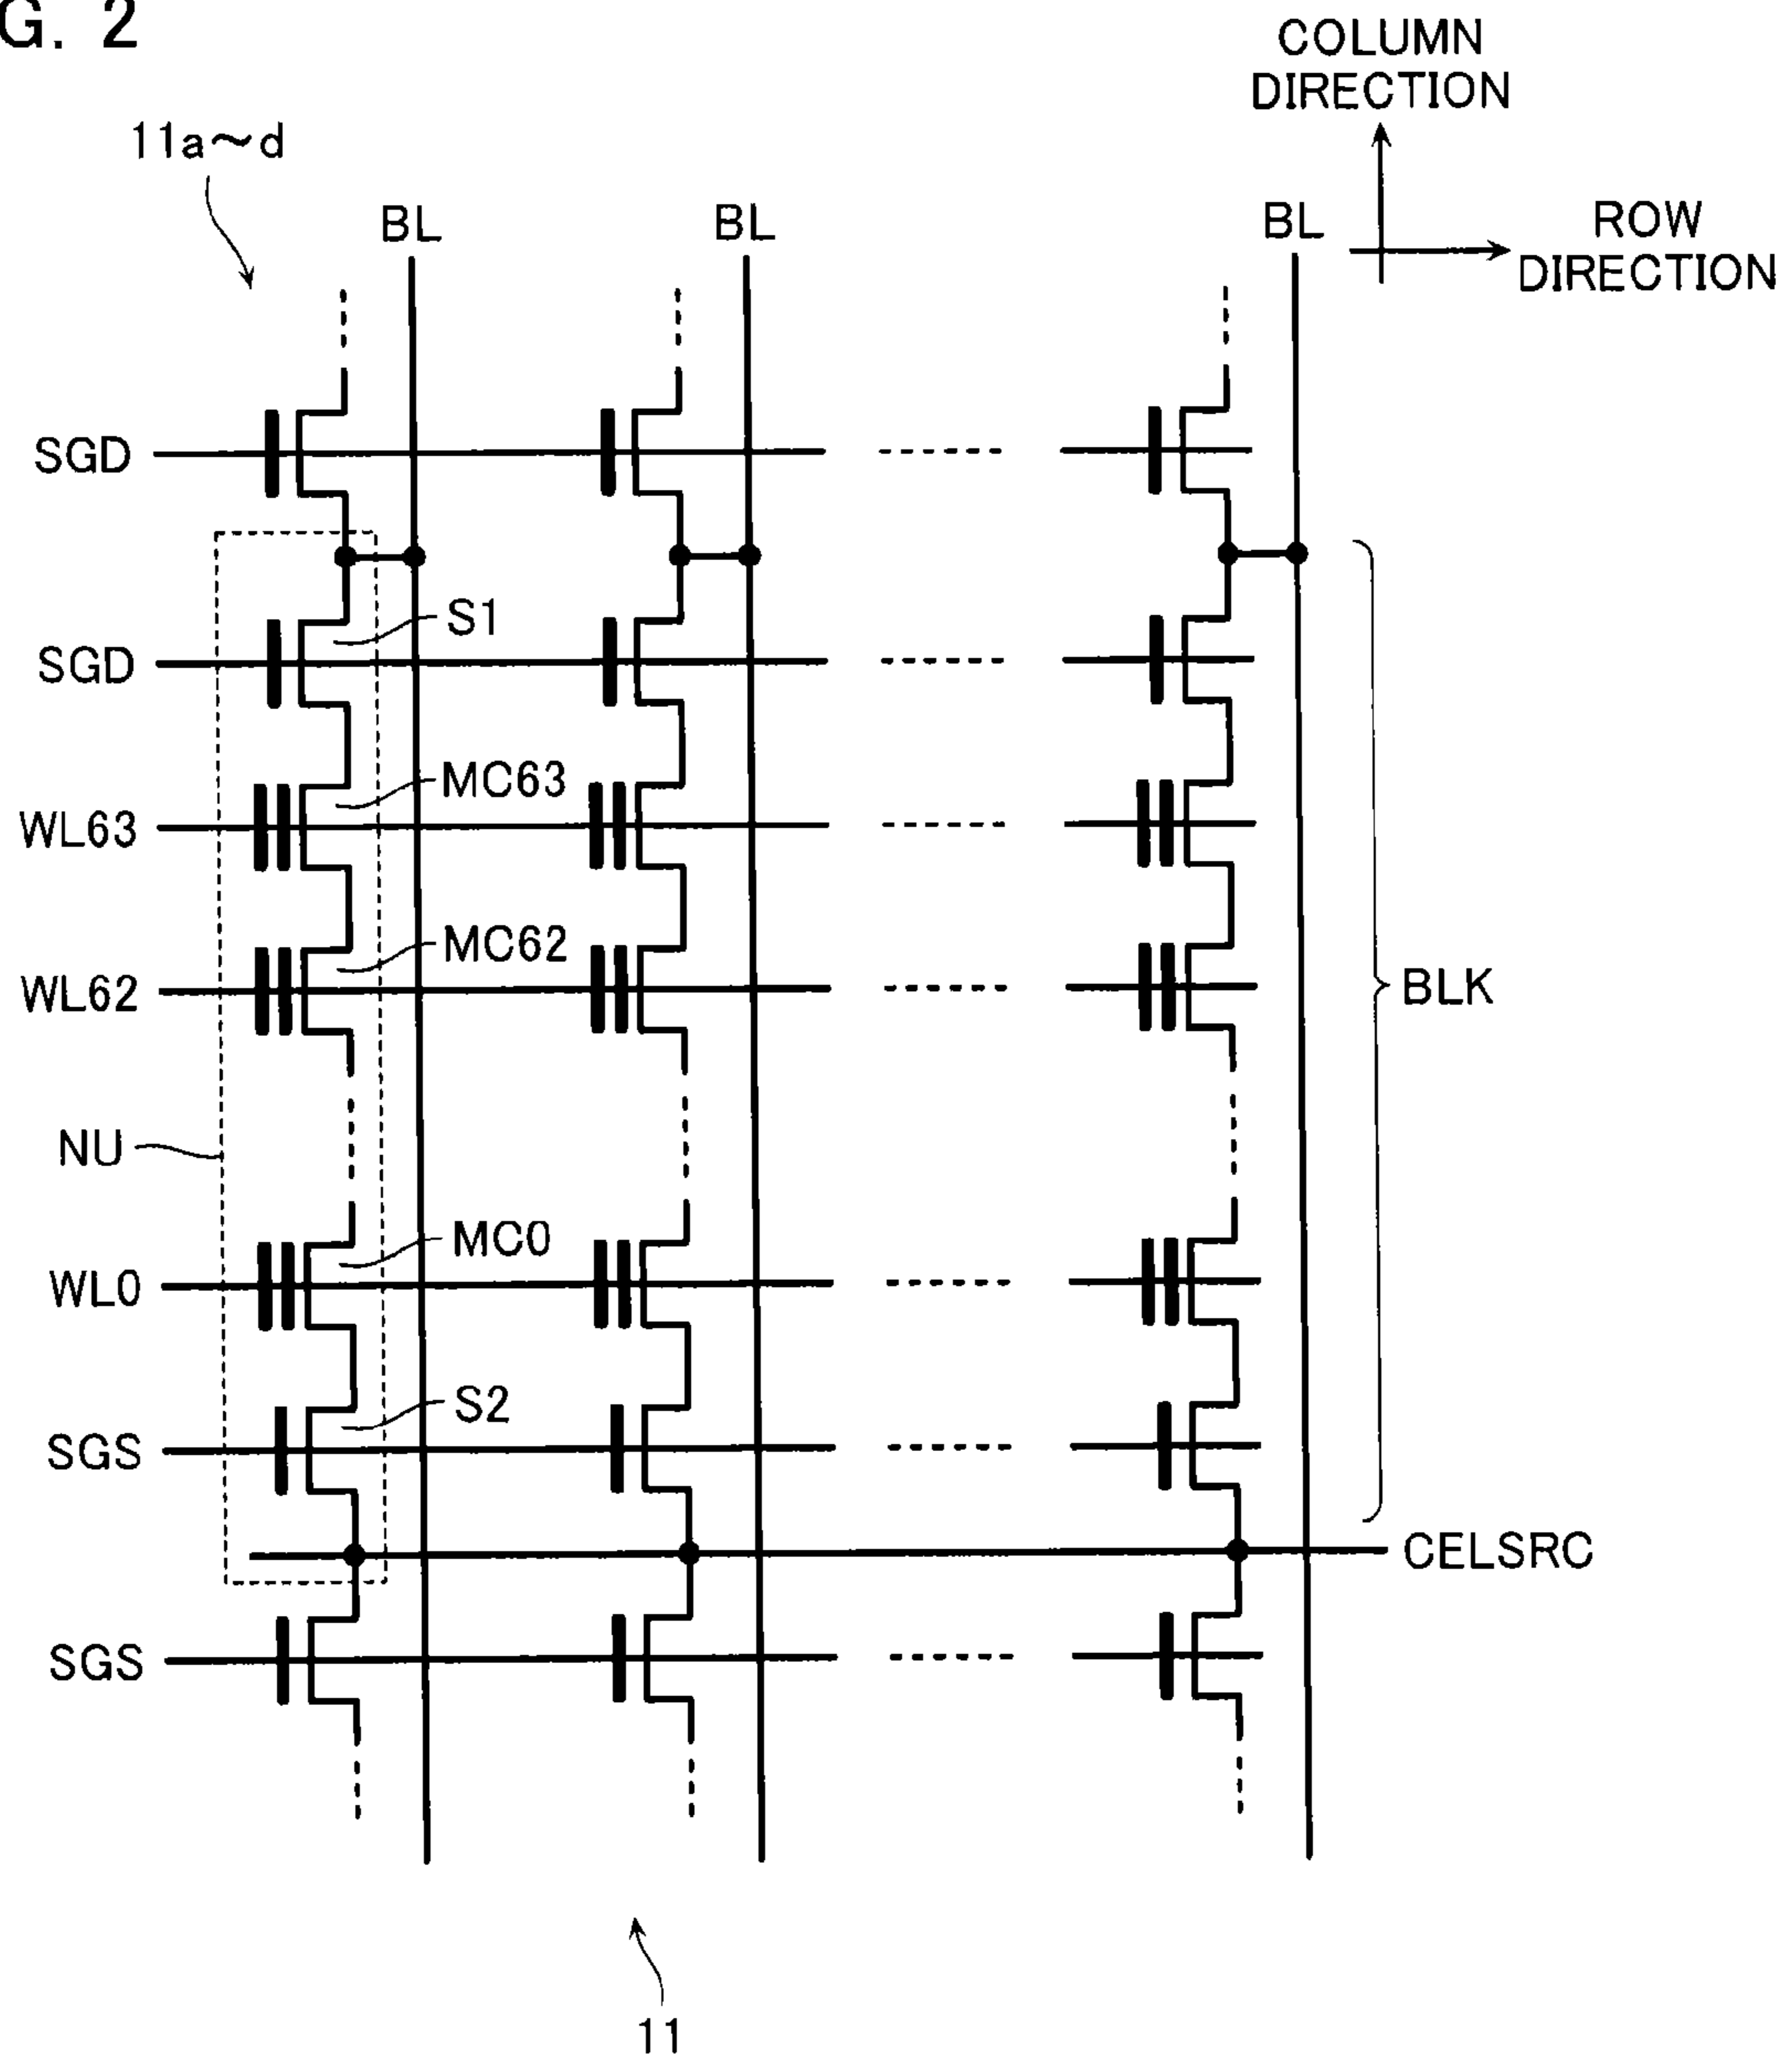 G. 2
COLUMN
DIRECTION
11a~d
BL
BL
BL
ROW
DIRECTION
SGD
S1
SGD
MC63
WL63
MC62
WL62
BLK
NU
MC0
WL0
S2
SGS
CELSRC
SGS
11